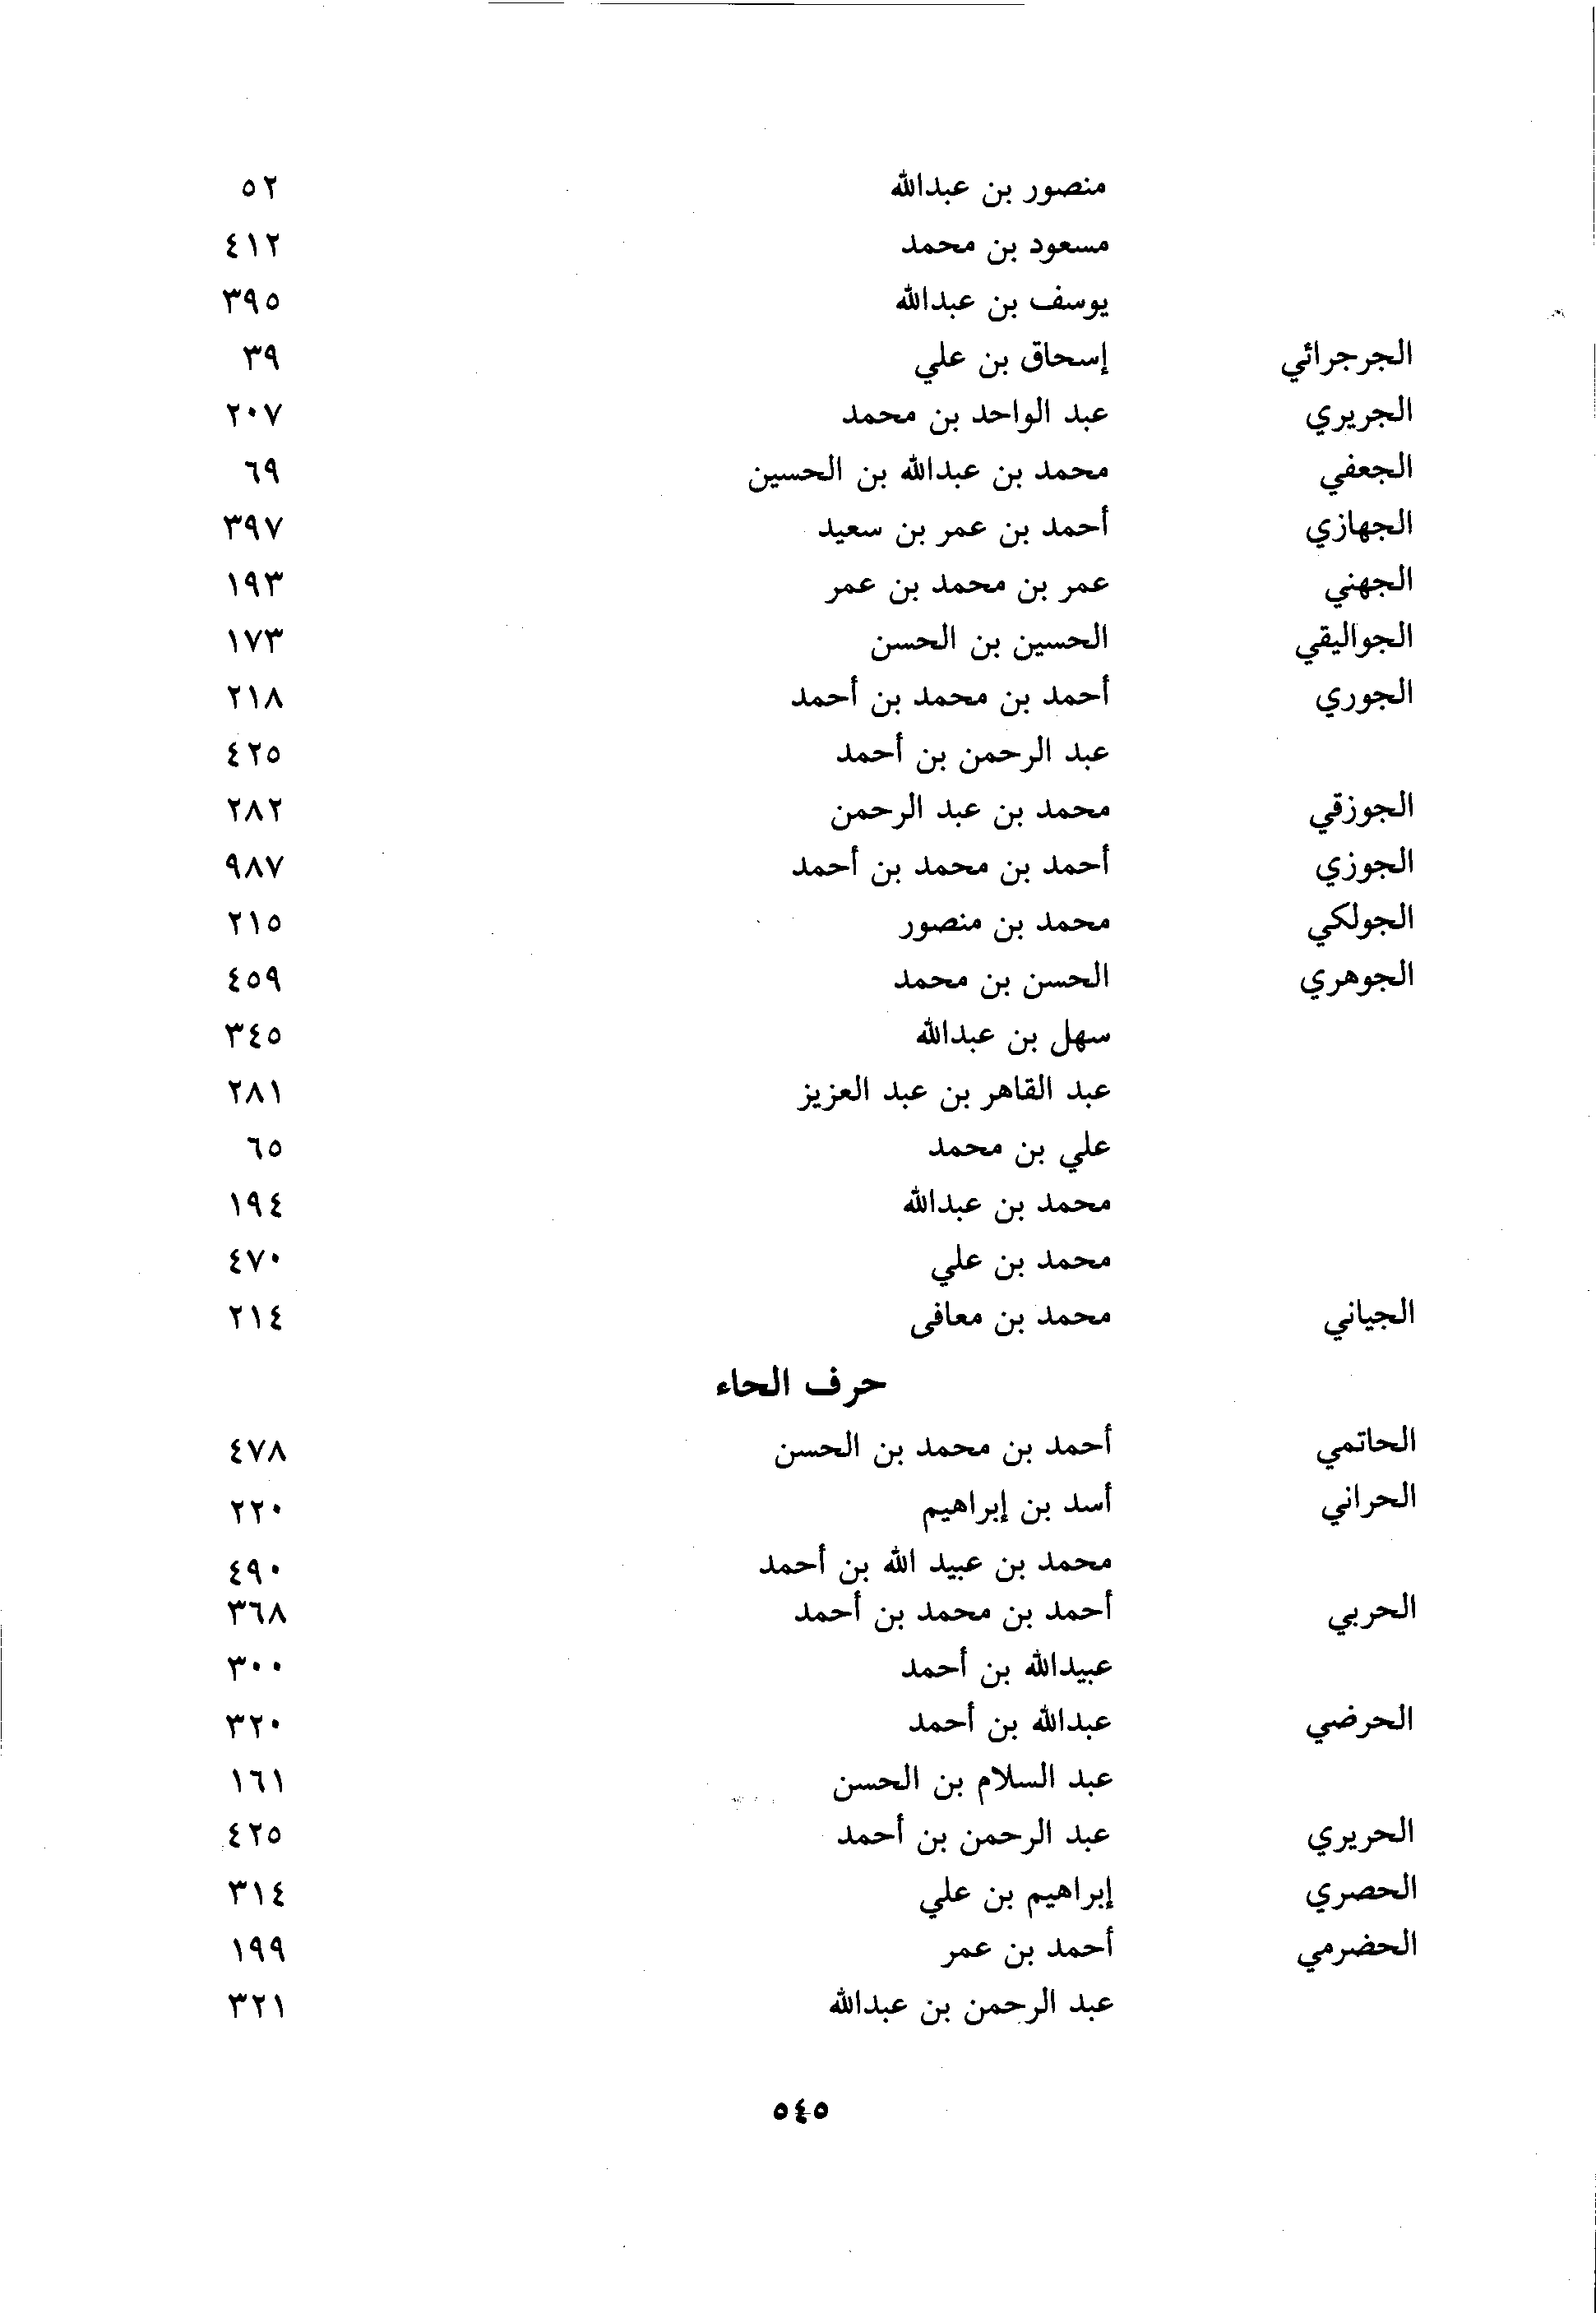 منصور بن عبدالله ٥٢
مسعود بن محمد ٤١٢
يوسف بن عبدالله ٣٩٥
الجرجرائي إسحاق بن علي ٣٩
الجريري عبد الواحد بن محمد ٢٠٧
الجعفي محمد بن عبدالله بن الحسين ٦٩
الجهازي أحمد بن عمر بن سعيد ٣٩٧
الجهني عمر بن محمد بن عمر ١٩٣
الجواليقي الحسين بن الحسن ١٧٣
الجوري أحمد بن محمد بن أحمد ٢١٨
عبد الرحمن بن أحمد ٤٢٥
الجوزقي محمد بن عبد الرحمن ٢٨٢
الجوزي أحمد بن محمد بن أحمد ٩٨٧
الجولكي محمد بن منصور ٢١٥
الجوهري الحسن بن محمد ٤٥٩
سهل بن عبدالله ٣٤٥
عبد القاهر بن عبد العزيز ٢٨١
علي بن محمد ٦٥
محمد بن عبدالله ١٩٤
محمد بن علي ٤٧٠
الجياني محمد بن معافى ٢١٤
حرف الحاء
الحاتمي أحمد بن محمد بن الحسن ٤٧٨
الحراني أسد بن إبراهيم ٢٢٠
محمد بن عبيد الله بن أحمد ٤٩٠
الحربي أحمد بن محمد بن أحمد ٣٦٨
عبيدالله بن أحمد ٣٠٠
الحرضي عبدالله بن أحمد ٣٢٠
عبد السلام بن الحسن ١٦١
الحريري عبد الرحمن بن أحمد ٤٢٥
الحصري إبراهيم بن علي ٣١٤
الحضرمي أحمد بن عمر ١٩٩
عبد الرحمن بن عبدالله ٣٢١
٥٤٥